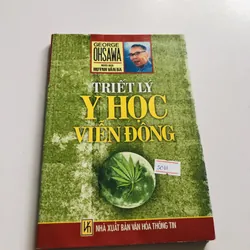 GEORGE
OHSAWA
HUỲNH VĂN BA
TRIẾT LÝ
Y HỌC
VIỄN ĐÔNG
NHÀ XUẤT BẢN VĂN HÓA THÔNG TIN